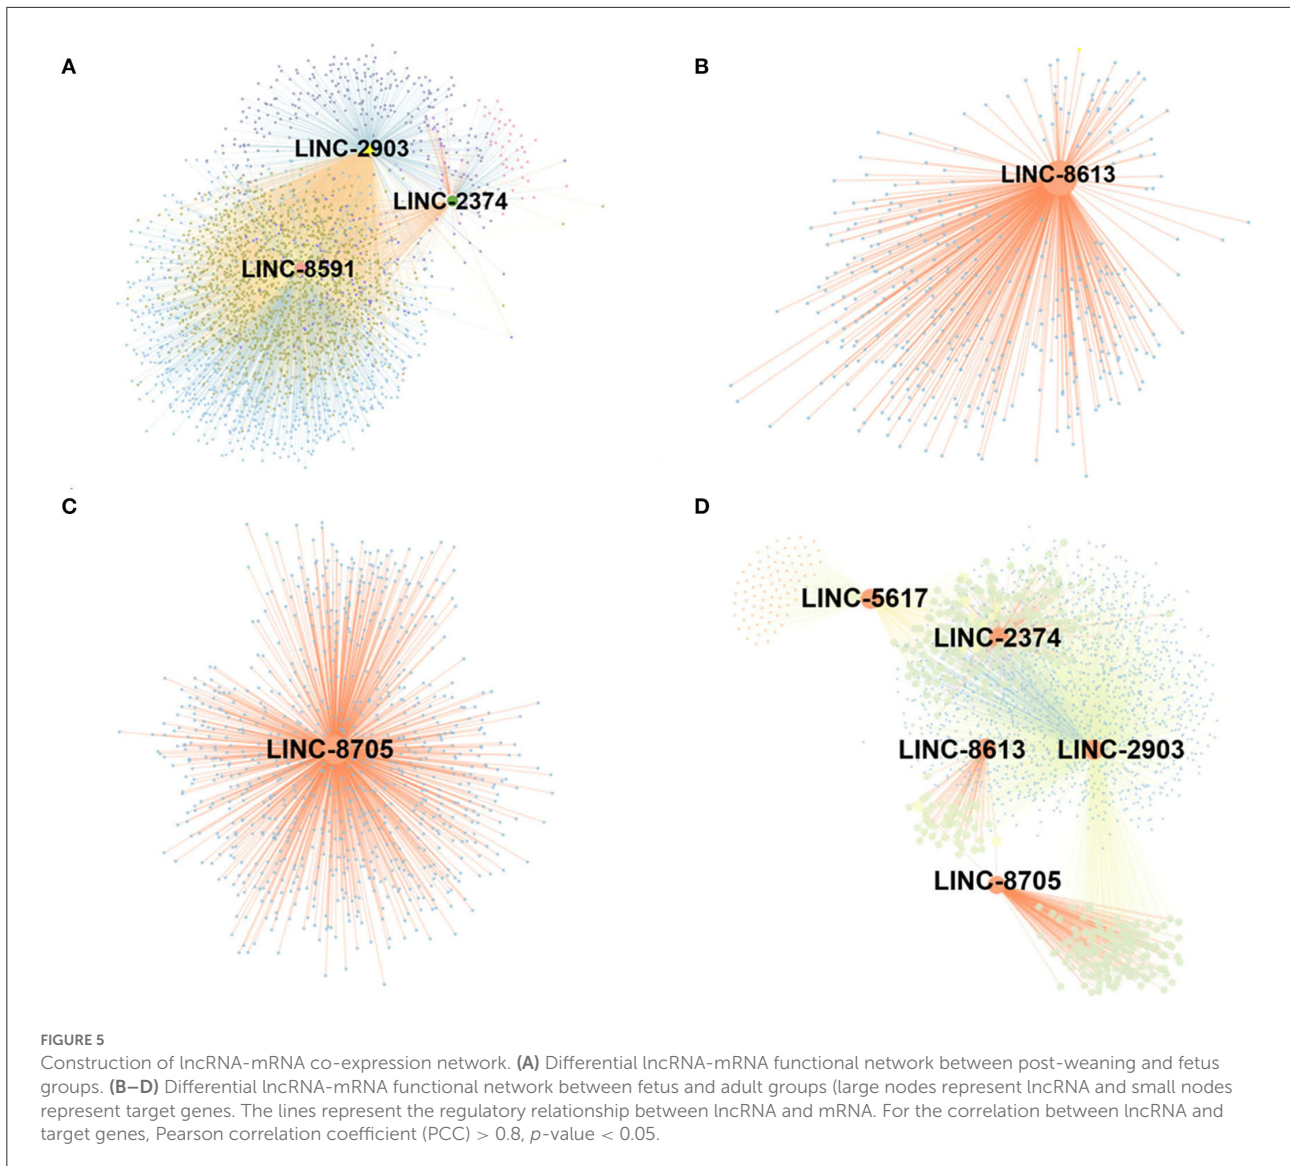 A
B
LINC-2903
LINC-8613
LINC-2374
LINC-8591
C
D
LINC-5617
LINC-2374
LINC-8705
LINC-8613
LINC-2903
LINC-8705
FIGURE 5
Construction of lncRNA-mRNA co-expression network. (A) Differential lncRNA-mRNA functional network between post-weaning and fetus
groups. (B–D) Differential lncRNA-mRNA functional network between fetus and adult groups (large nodes represent lncRNA and small nodes
represent target genes. The lines represent the regulatory relationship between lncRNA and mRNA. For the correlation between lncRNA and
target genes, Pearson correlation coefficient (PCC) > 0.8, p-value < 0.05.